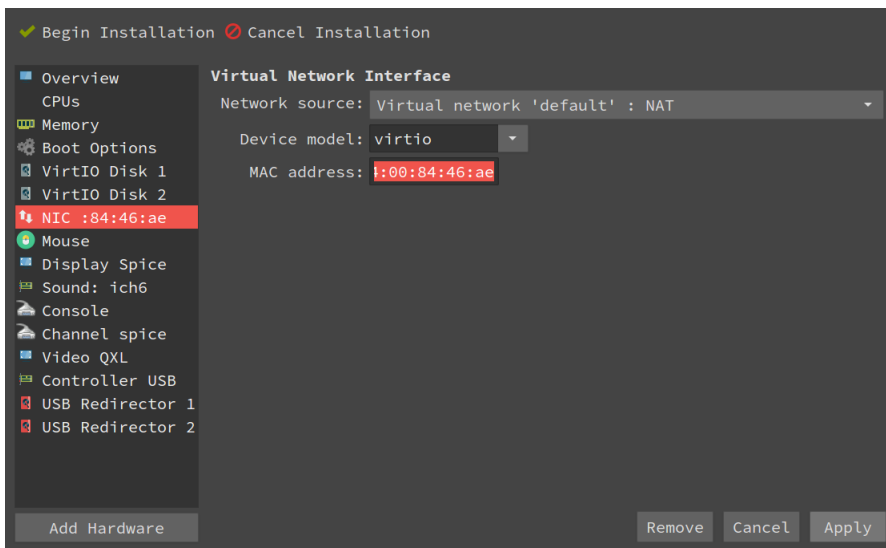 Begin Installation Cancel Installation
Overview
CPUs
Memory
Boot Options
VirtIO Disk 1
VirtIO Disk 2
NIC :84:46:ae
Mouse
Display Spice
Sound: ich6
Console
Channel spice
Video QXL
Controller USB
USB Redirector 1
USB Redirector 2
Add Hardware
Virtual Network Interface
Network source: Virtual network 'default' : NAT
Device model: virtio
MAC address: :00:84:46:ae
Remove Cancel Apply